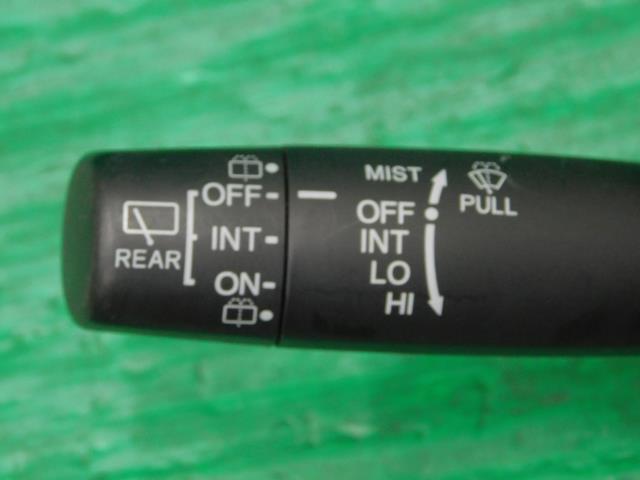 REAR
OFF
INT
ON
MIST
OFF
INT
LO
HI
PULL